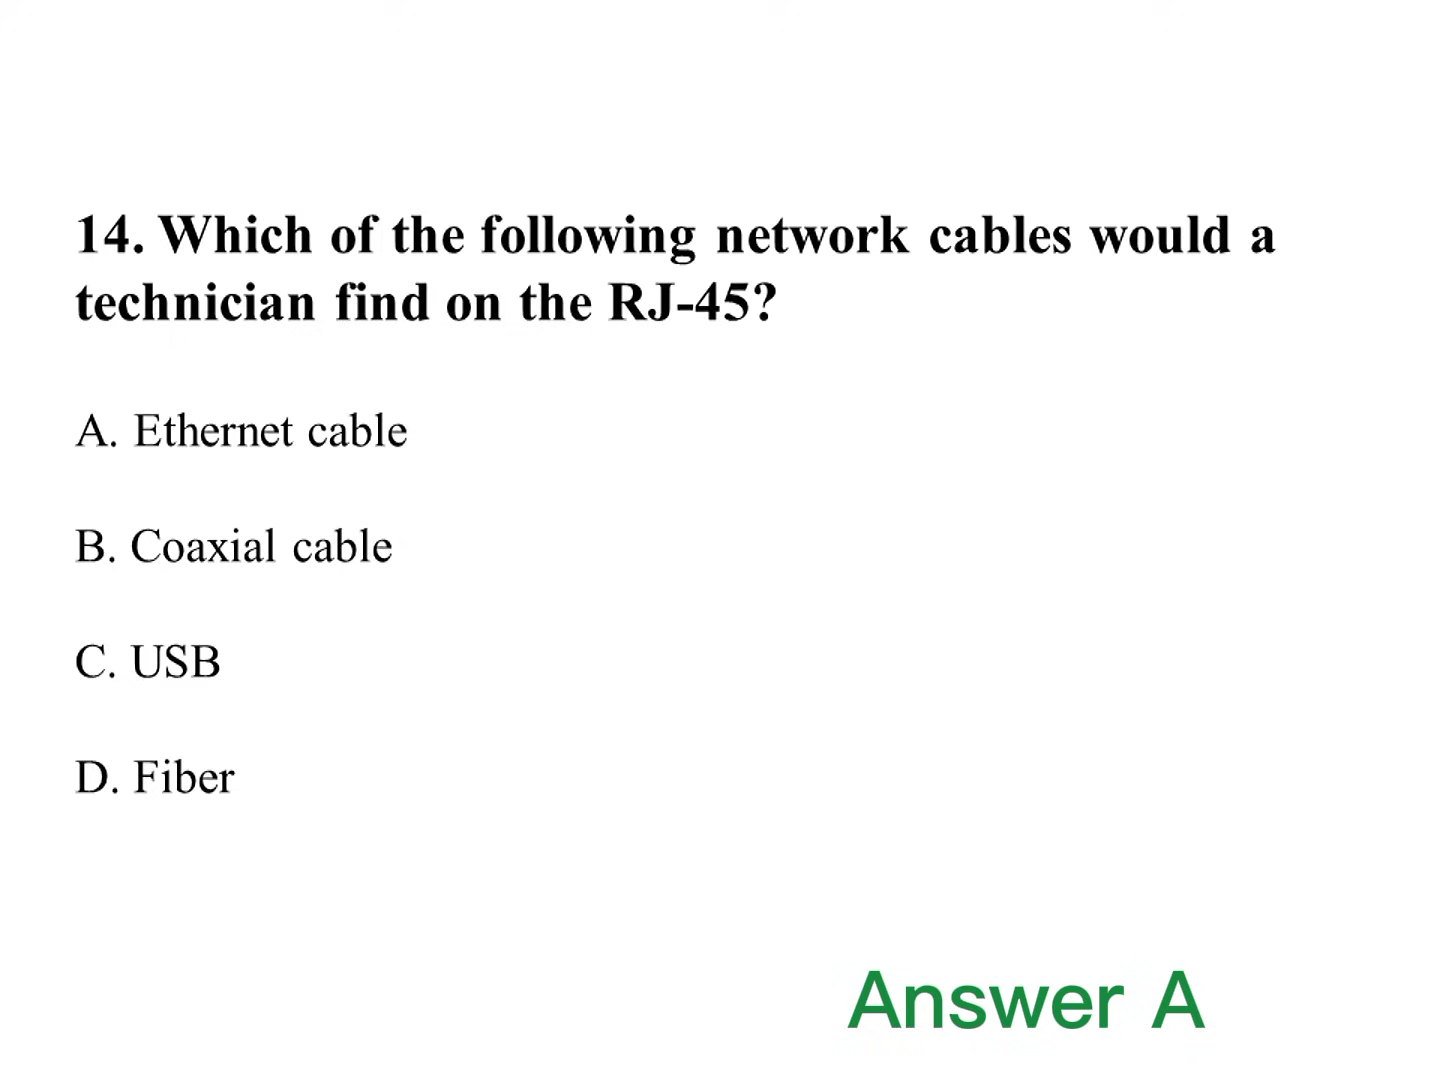 14. Which of the following network cables would a
technician find on the RJ-45?
A. Ethernet cable
B. Coaxial cable
C. USB
D. Fiber
Answer A